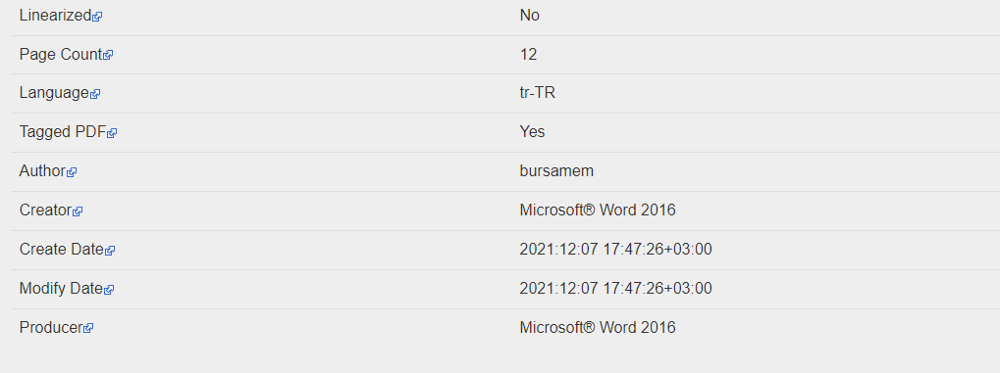 Linearized No
Page Count 12
Language tr-TR
Tagged PDF Yes
Author bursamem
Creator Microsoft® Word 2016
Create Date 2021:12:07 17:47:26+03:00
Modify Date 2021:12:07 17:47:26+03:00
Producer Microsoft® Word 2016